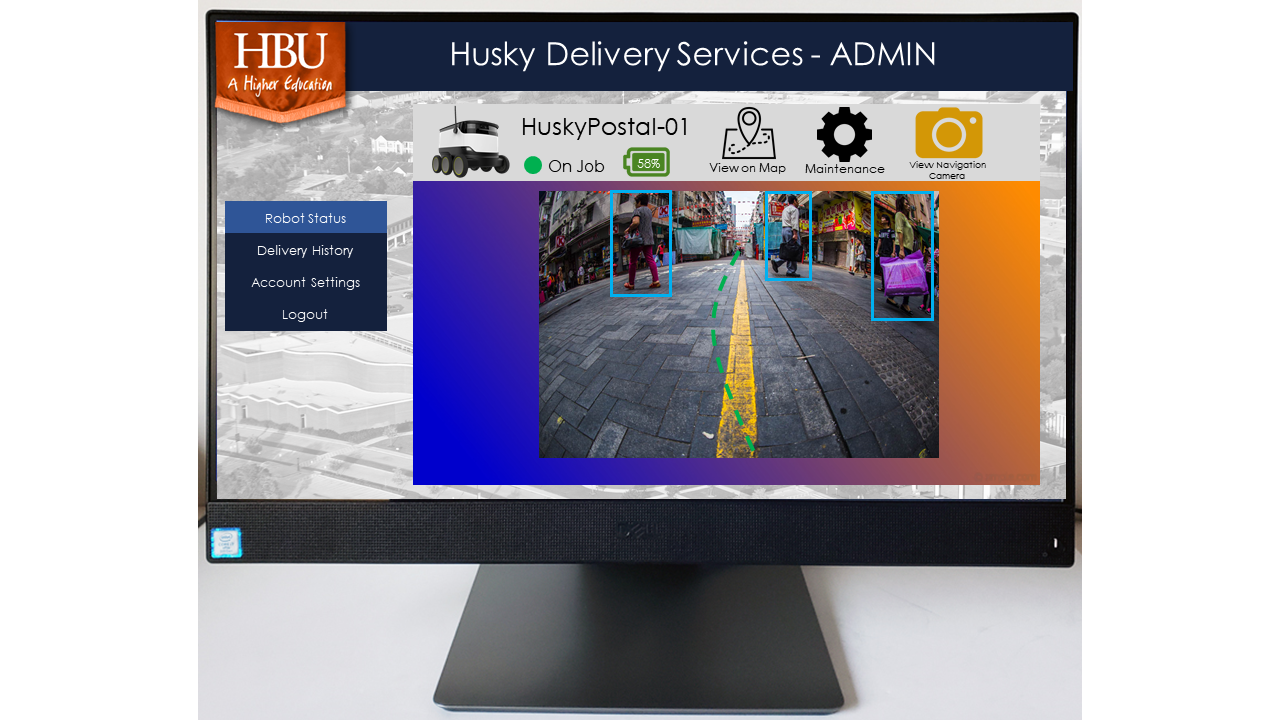 HBU
A Higher Education
Husky Delivery Services - ADMIN
HuskyPostal-01
On Job
58%
View on Map
Maintenance
View Navigation
Camera
Robot Status
Delivery History
Account Settings
Logout